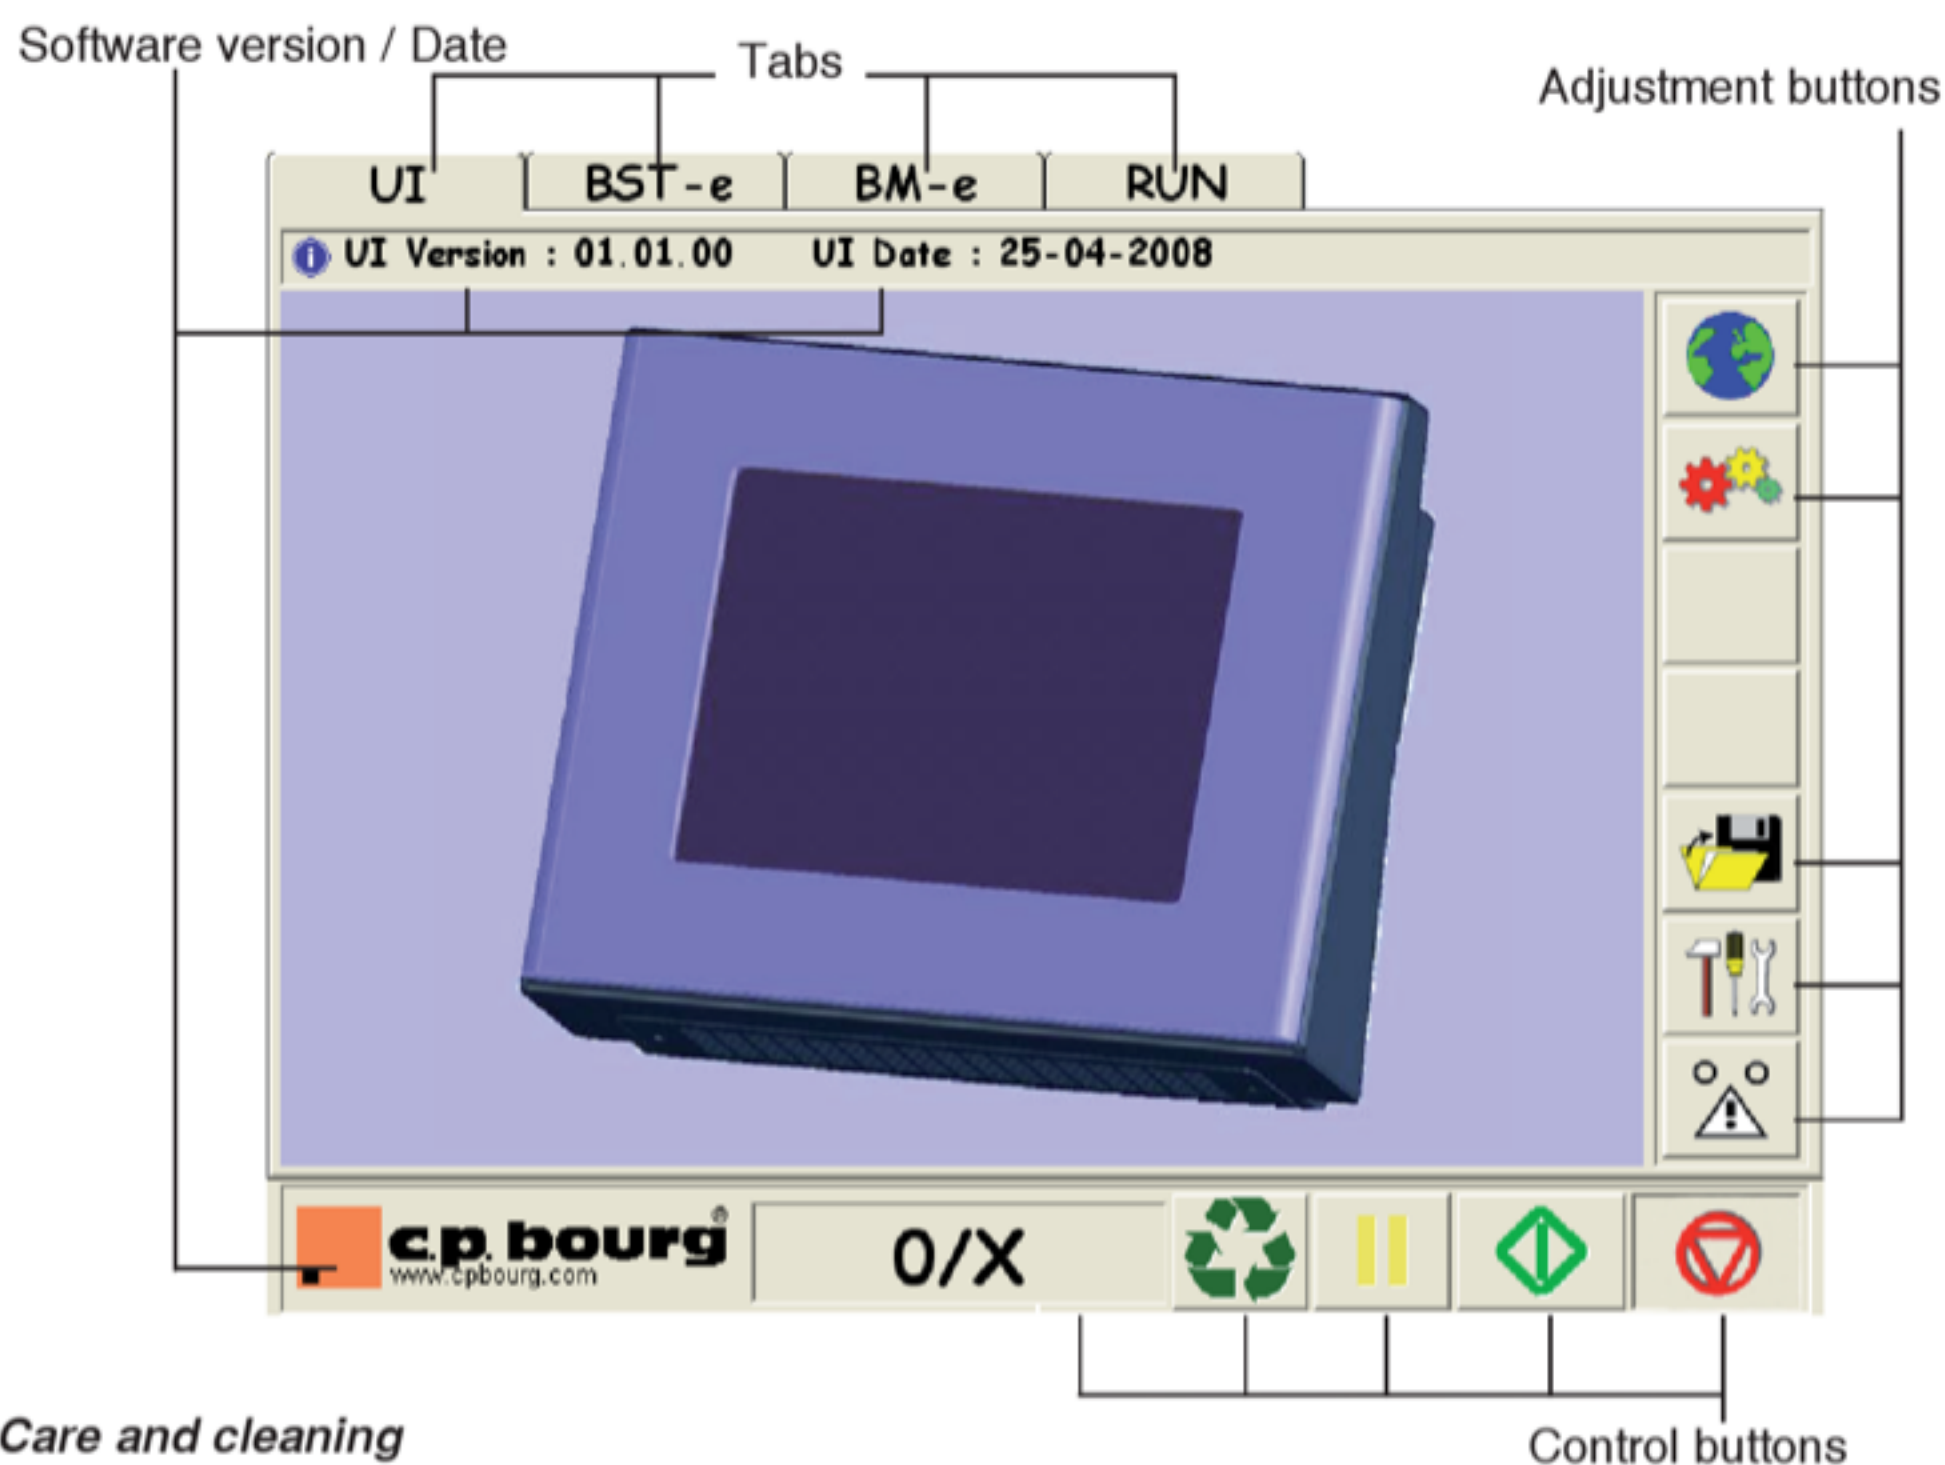 Software version / Date
Tabs
Adjustment buttons
UI
BST-e
BM-e
RUN
UI Version : 01.01.00 UI Date : 25-04-2008
c.p. bourg®
www.cpbourg.com
0/X
Care and cleaning
Control buttons